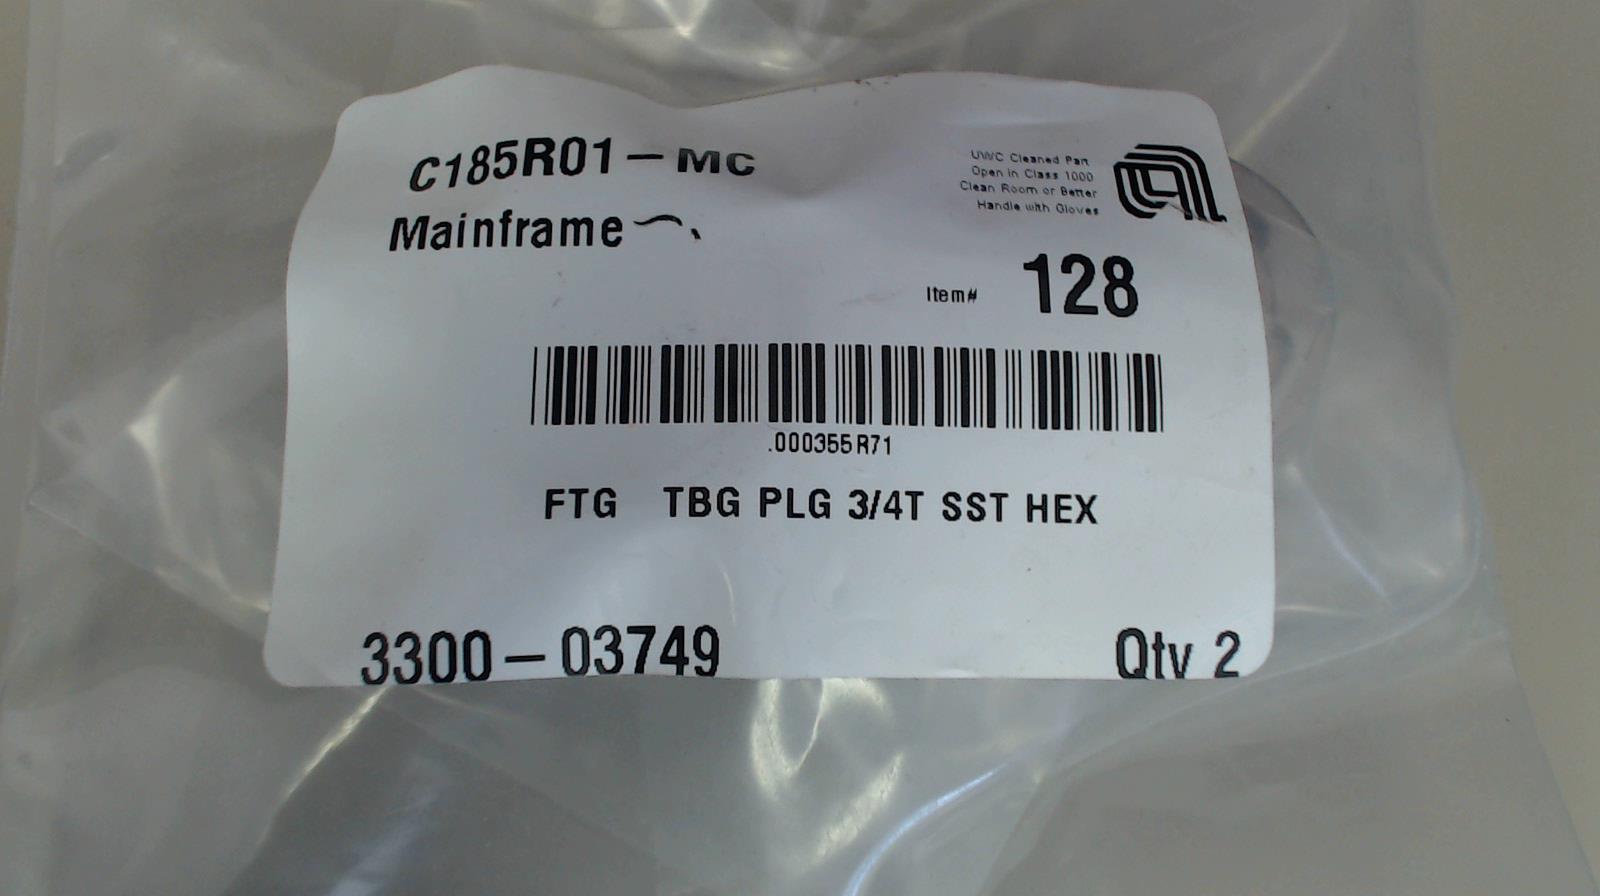 C185R01-MC
Mainframe
UWC Cleaned Part
Open in Class 1000
Clean Room or Better
Handle with Gloves
Item# 128
.000355R71
FTG TBG PLG 3/4T SST HEX
3300-03749 Qty 2